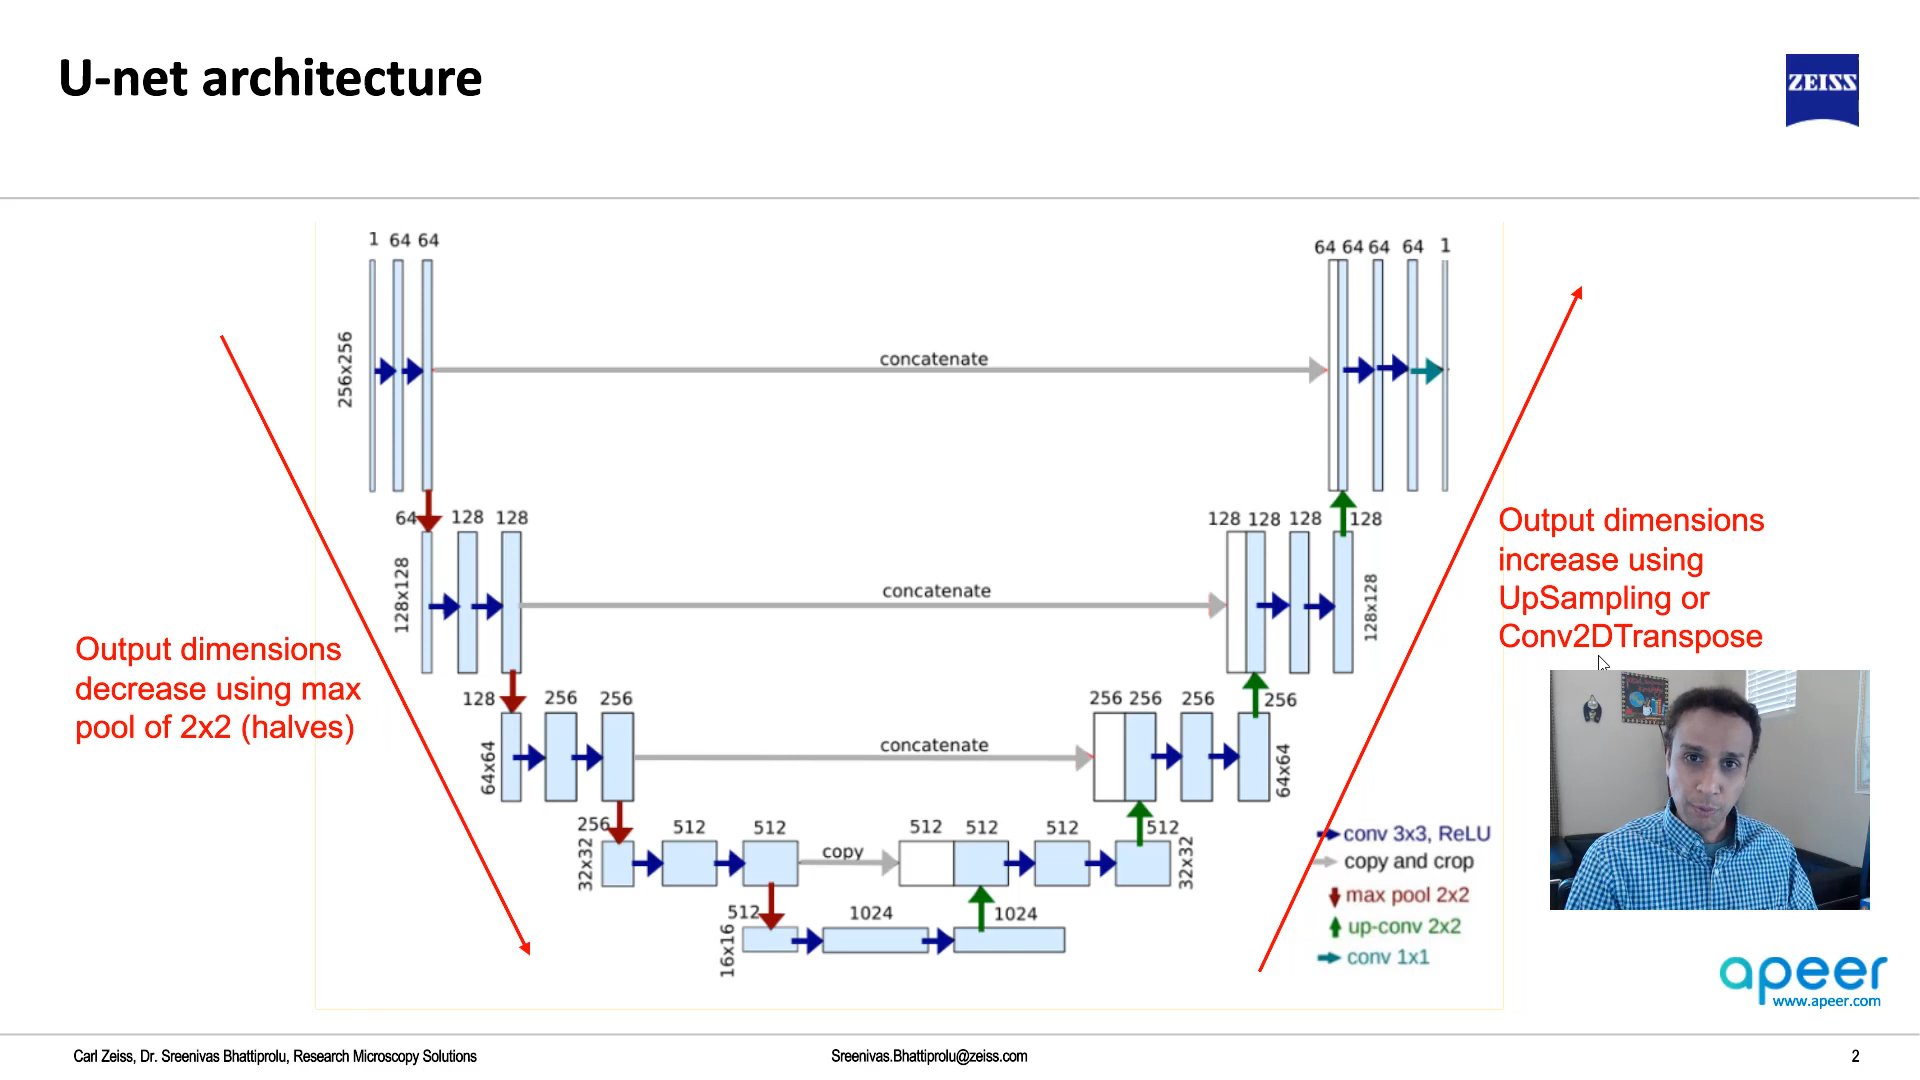 U-net architecture
ZEISS
1 64 64
64 64 64 64 1
256x256
concatenate
64 128 128
128 128 128 128
128x128
concatenate
128x128
Output dimensions
increase using
UpSampling or
Conv2DTranspose
Output dimensions
decrease using max
pool of 2x2 (halves)
128 256 256
256 256 256 256
64x64
concatenate
64x64
256 512 512
512 512 512 512
32x32
copy
32x32
512 1024 1024
16x16
conv 3x3, ReLU
copy and crop
max pool 2x2
up-conv 2x2
conv 1x1
apeer
www.apeer.com
Carl Zeiss, Dr. Sreenivas Bhattiprolu, Research Microscopy Solutions
Sreenivas.Bhattiprolu@zeiss.com
2